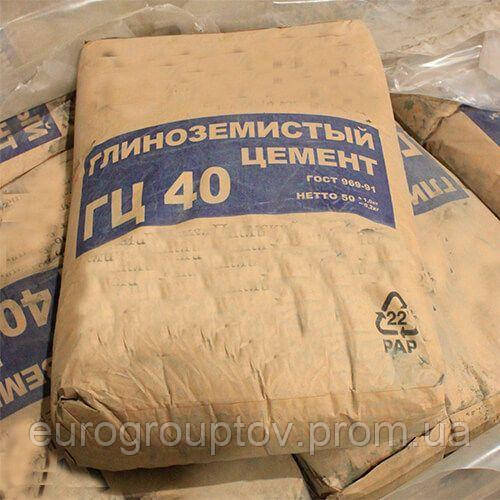 ГЛИНОЗЕМИСТЫЙ
ЦЕМЕНТ
ГЦ 40
ГОСТ 969-91
НЕТТО 50
22
PAP
eurogrouptov.prom.ua